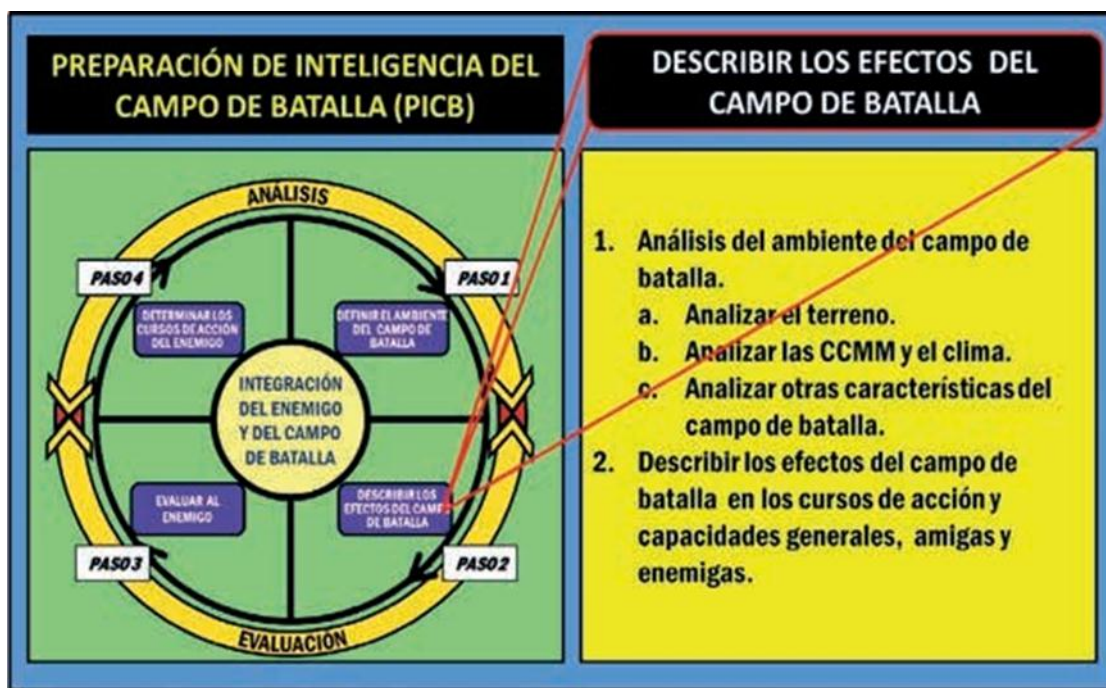 PREPARACIÓN DE INTELIGENCIA DEL
CAMPO DE BATALLA (PICB)
DESCRIBIR LOS EFECTOS DEL
CAMPO DE BATALLA
ANÁLISIS
PASO 4
PASO 1
DETERMINAR LOS
CURSOS DE ACCIÓN
DEL ENEMIGO
DEFINIR EL AMBIENTE
DEL CAMPO DE
BATALLA
INTEGRACIÓN
DEL ENEMIGO
Y DEL CAMPO
DE BATALLA
EVALUAR AL
ENEMIGO
DESCRIBIR LOS
EFECTOS DEL CAMPO
DE BATALLA
PASO 3
PASO 2
EVALUACIÓN
1. Análisis del ambiente del campo de
batalla.
a. Analizar el terreno.
b. Analizar las CCMM y el clima.
c. Analizar otras características del
campo de batalla.
2. Describir los efectos del campo de
batalla en los cursos de acción y
capacidades generales, amigas y
enemigas.